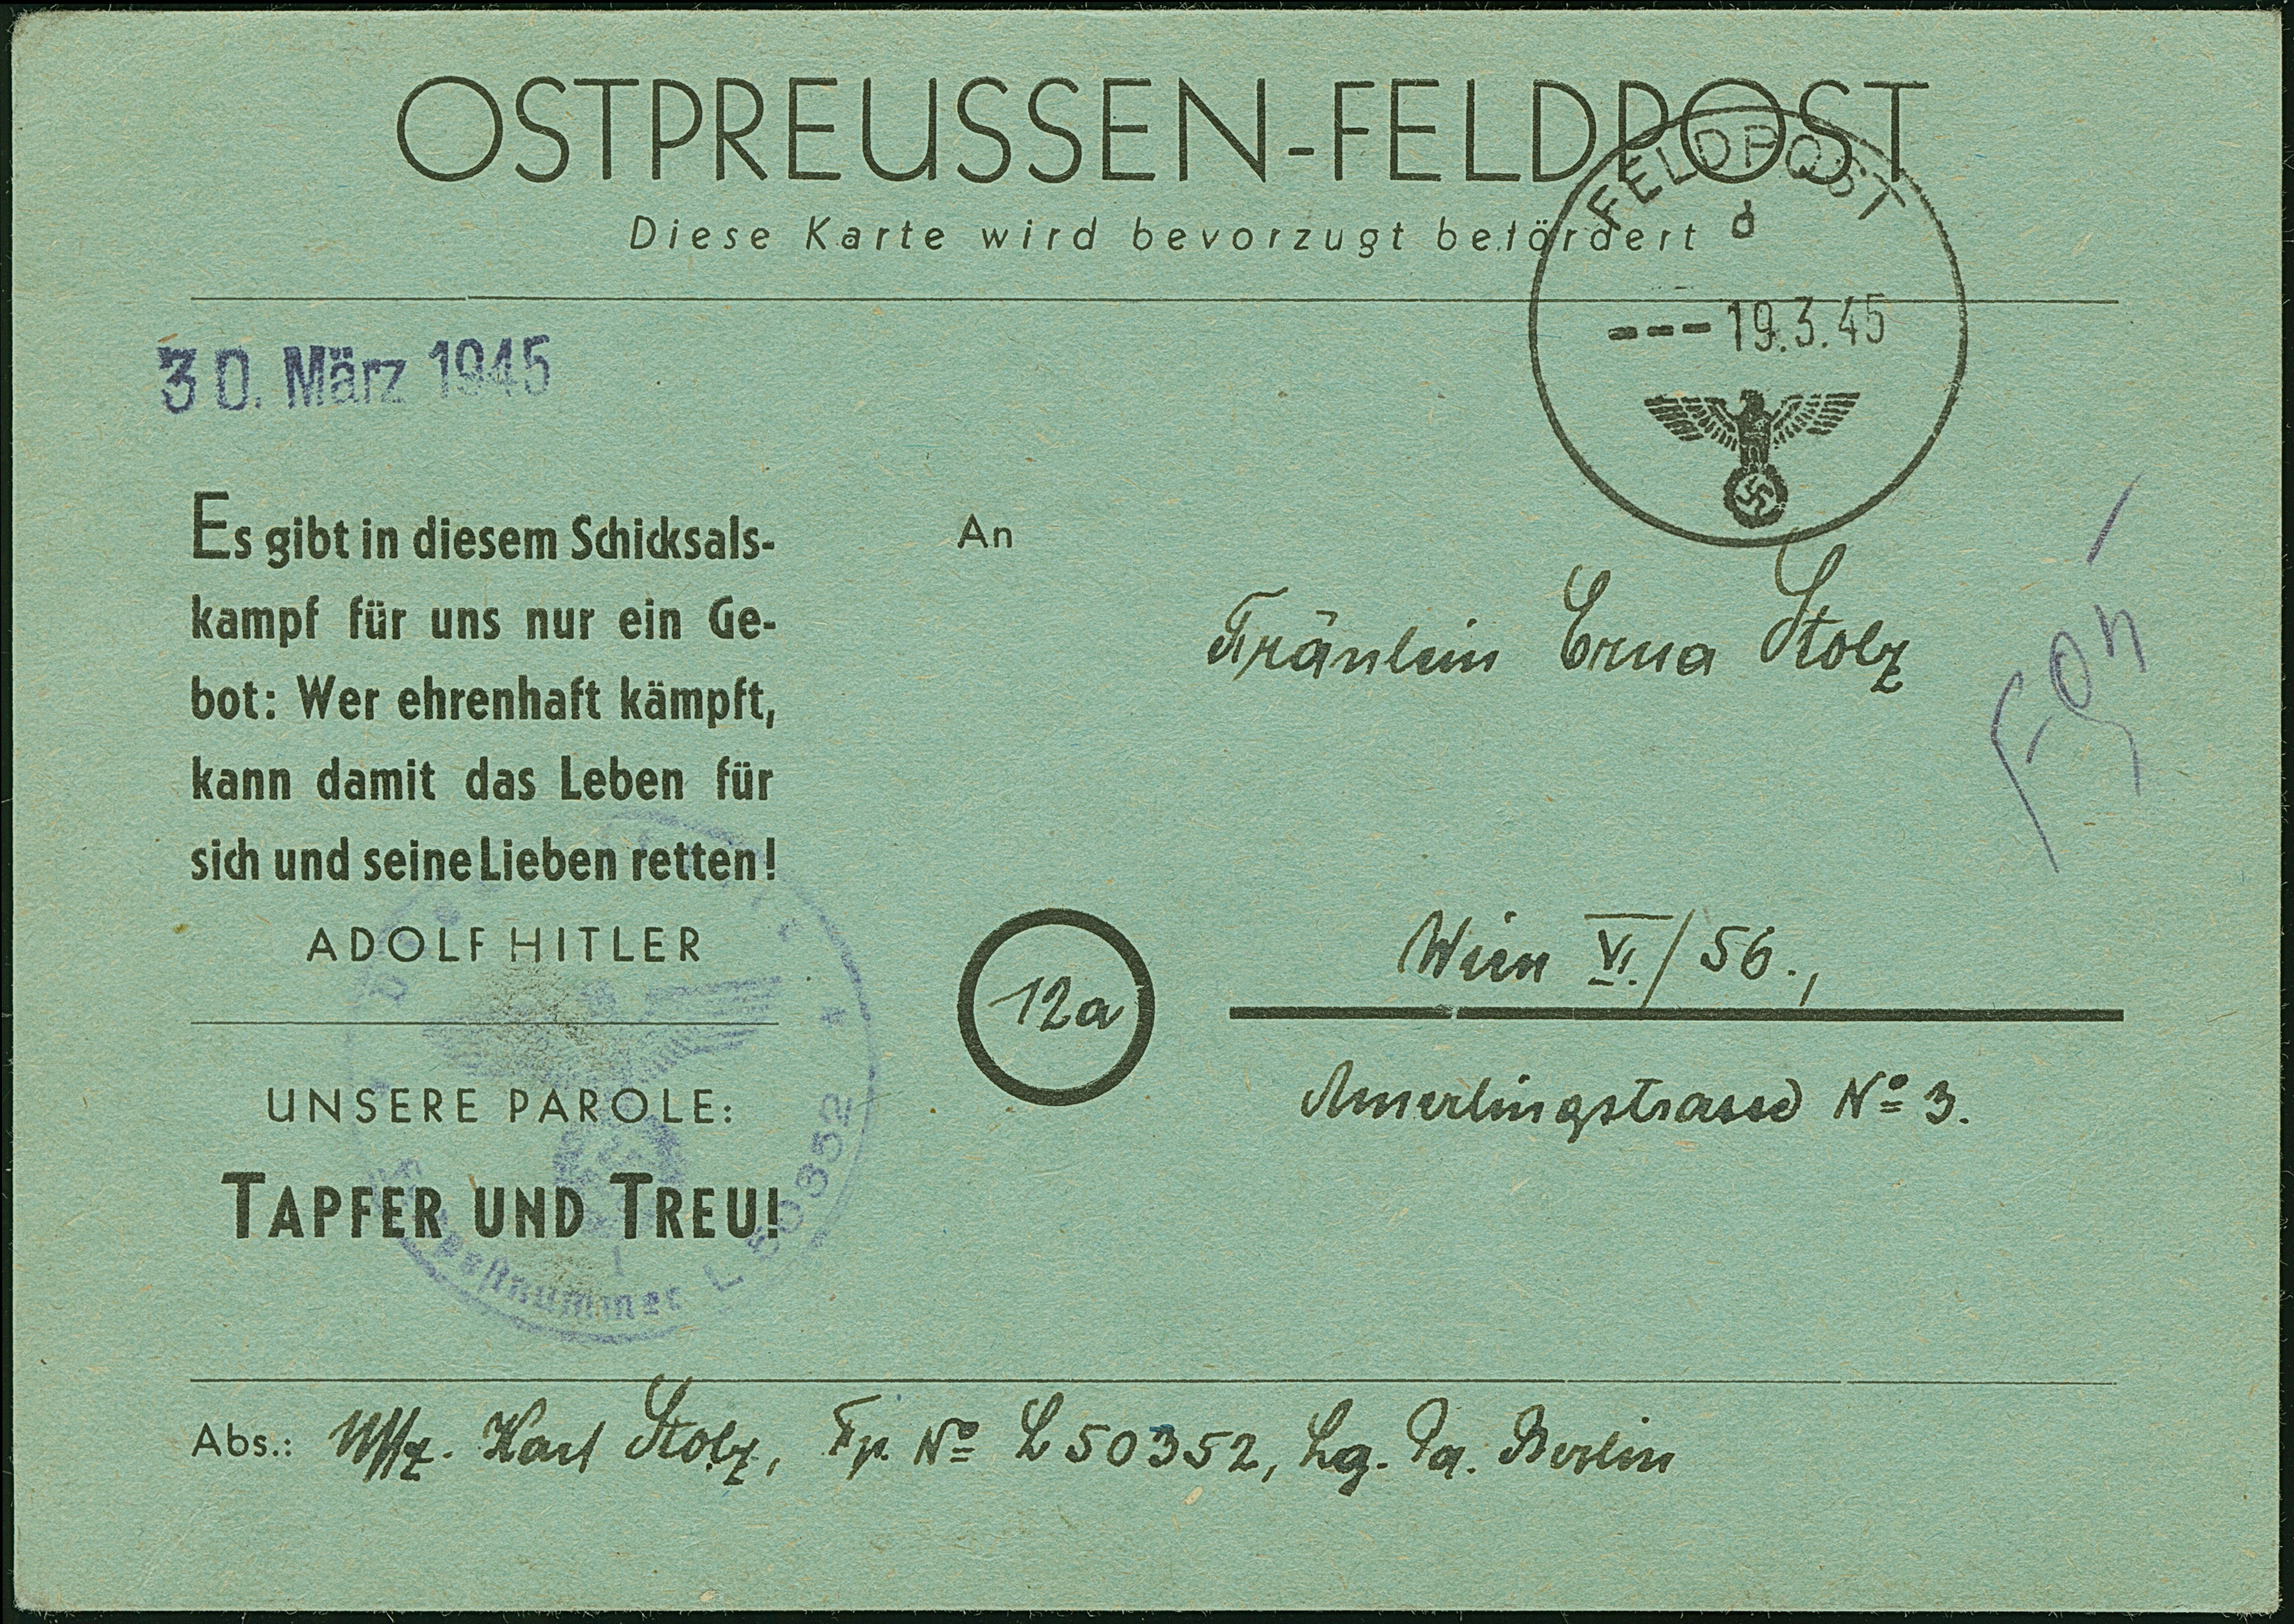 OSTPREUSSEN-FELDPOST
Diese Karte wird bevorzugt befördert
FELDPOST
d
--- 19.3.45
30. März 1945
Es gibt in diesem Schicksals-
kampf für uns nur ein Ge-
bot: Wer ehrenhaft kämpft,
kann damit das Leben für
sich und seine Lieben retten!
ADOLF HITLER
UNSERE PAROLE:
TAPFER UND TREU!
postnummer L 50352
An
Fräulein Erna Stolz
12a
Wien VI./56.,
Amerlingstrasse No 3.
Abs.: Uffz. Karl Stolz, Fp. No L 50352, Lg. Pa. Berlin